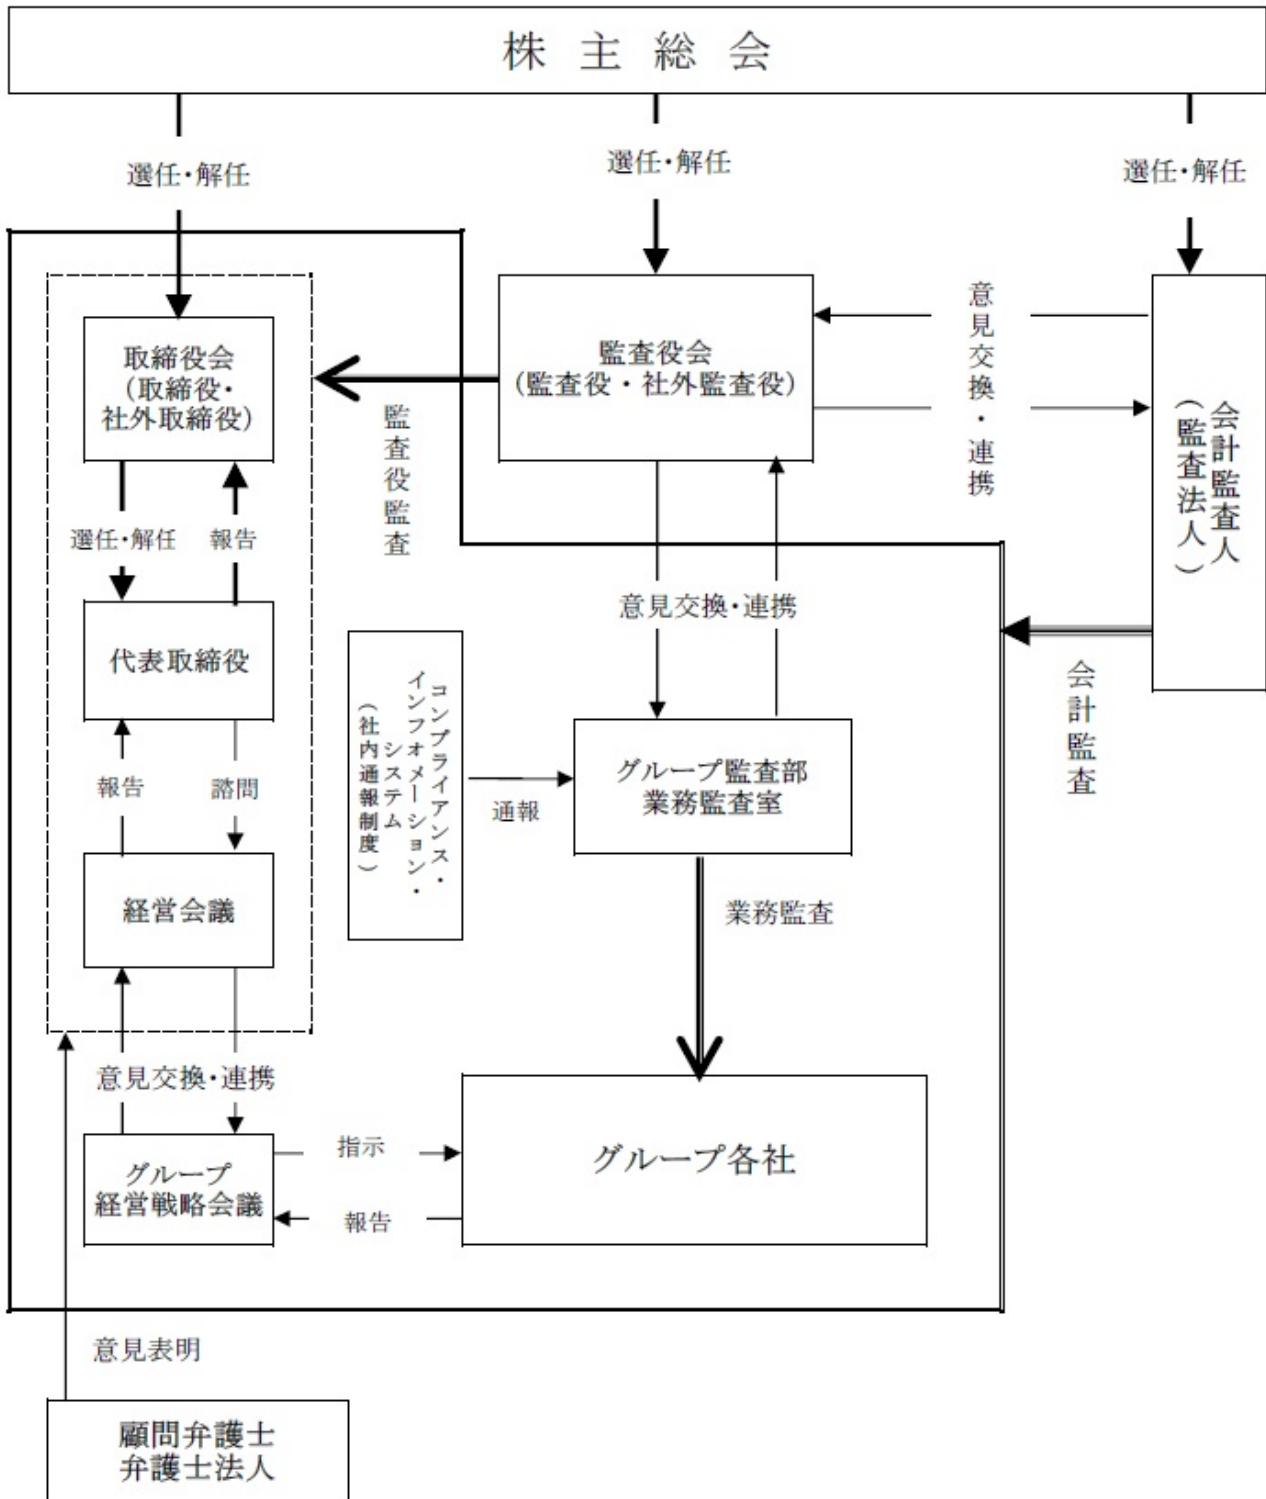 株主総会
選任・解任
選任・解任
選任・解任
取締役会
（取締役・
社外取締役）
監査役会
（監査役・社外監査役）
意見交換・連携
会計監査人
（監査法人）
監査役監査
選任・解任
報告
意見交換・連携
代表取締役
コンプライアンス・
インフォメーション・
システム
（社内通報制度）
会計監査
グループ監査部
業務監査室
通報
報告
諮問
経営会議
業務監査
意見交換・連携
グループ
経営戦略会議
指示
報告
グループ各社
意見表明
顧問弁護士
弁護士法人